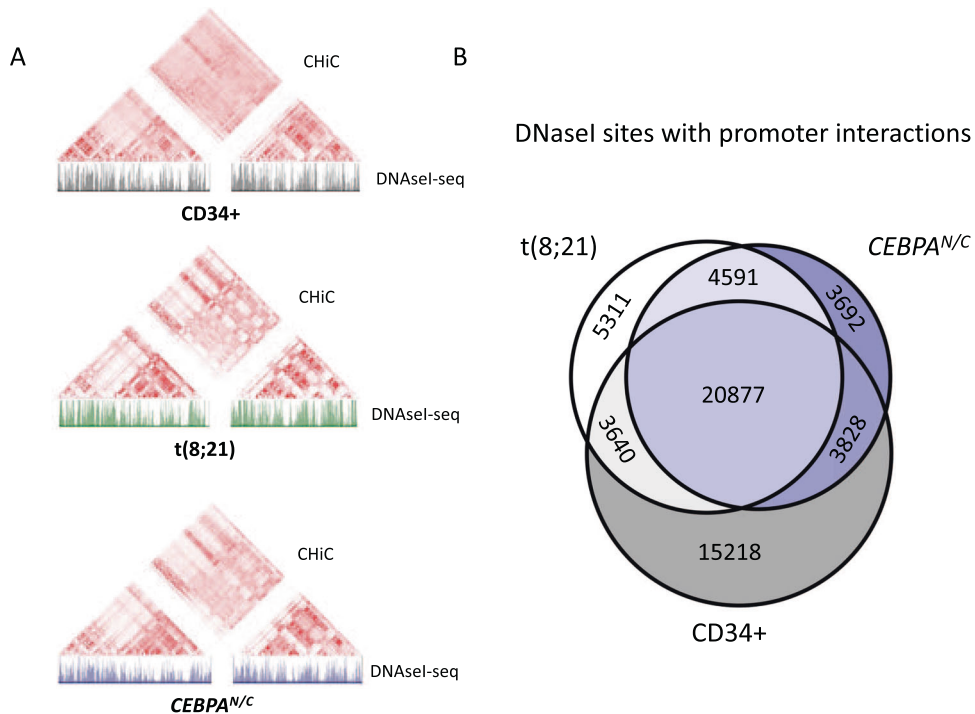 A
CHiC
DNAseI-seq
CD34+
CHiC
DNAseI-seq
t(8;21)
CHiC
DNAseI-seq
CEBPA^N/C
B
DNaseI sites with promoter interactions
t(8;21)
CEBPA^N/C
4591
5311
3692
20877
3640
3828
15218
CD34+